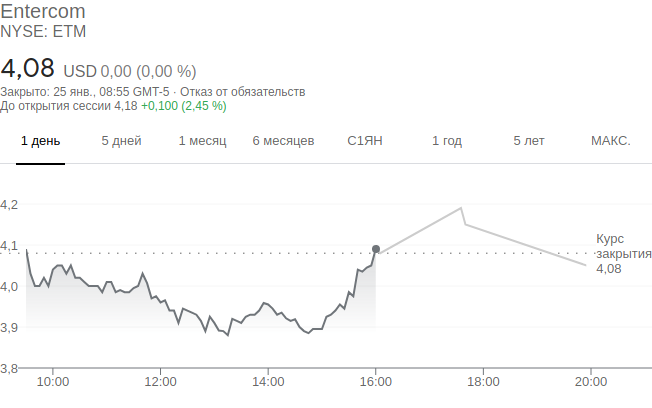 Entercom
NYSE: ETM
4,08 USD 0,00 (0,00 %)
Закрыто: 25 янв., 08:55 GMT-5 · Отказ от обязательств
До открытия сессии 4,18 +0,100 (2,45 %)
1 день 5 дней 1 месяц 6 месяцев С1ЯН 1 год 5 лет МАКС.
4,2
4,1
4,0
3,9
3,8
Курс
закрытия
4,08
10:00 12:00 14:00 16:00 18:00 20:00